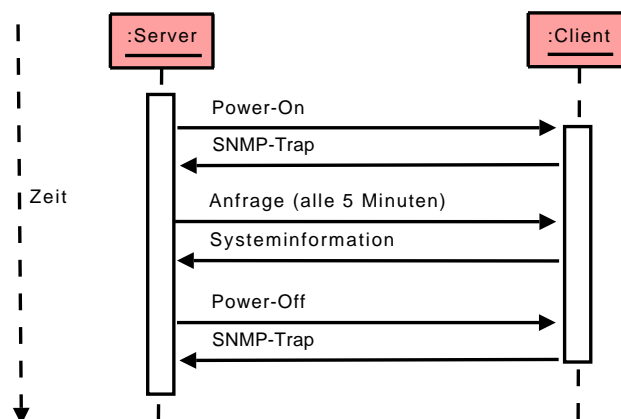 :Server
:Client
Power-On
SNMP-Trap
Zeit
Anfrage (alle 5 Minuten)
Systeminformation
Power-Off
SNMP-Trap